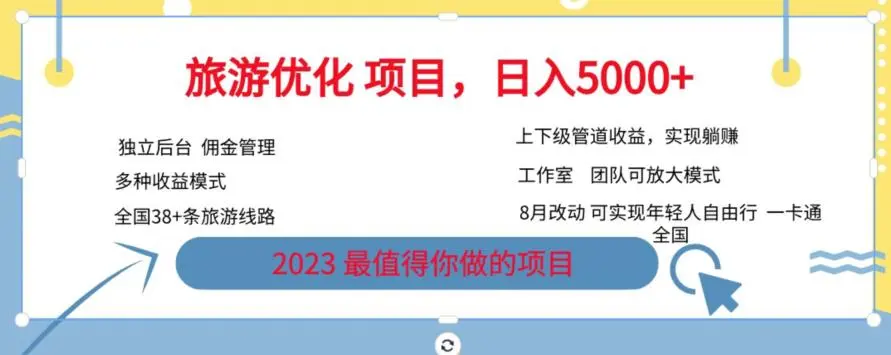 旅游优化 项目，日入5000+
独立后台 佣金管理
多种收益模式
全国38+条旅游线路
上下级管道收益，实现躺赚
工作室 团队可放大模式
8月改动 可实现年轻人自由行 一卡通
全国
2023 最值得你做的项目